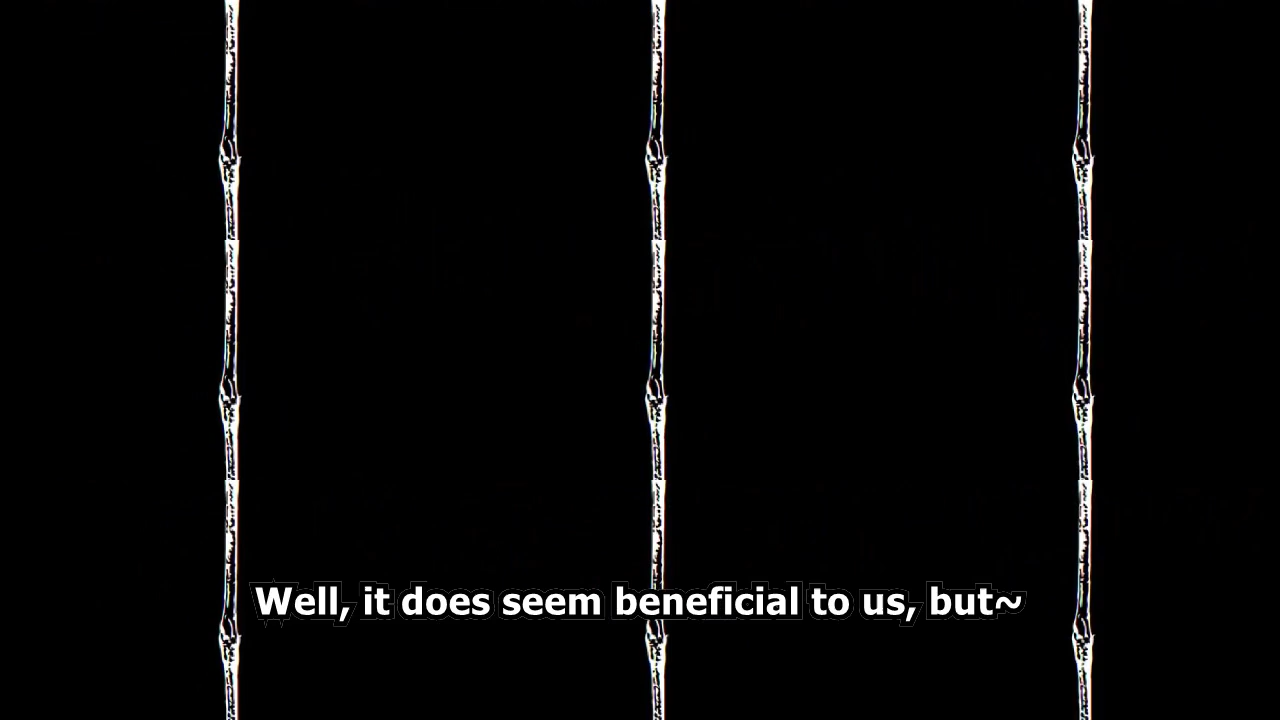 Well, it does seem beneficial to us, but~